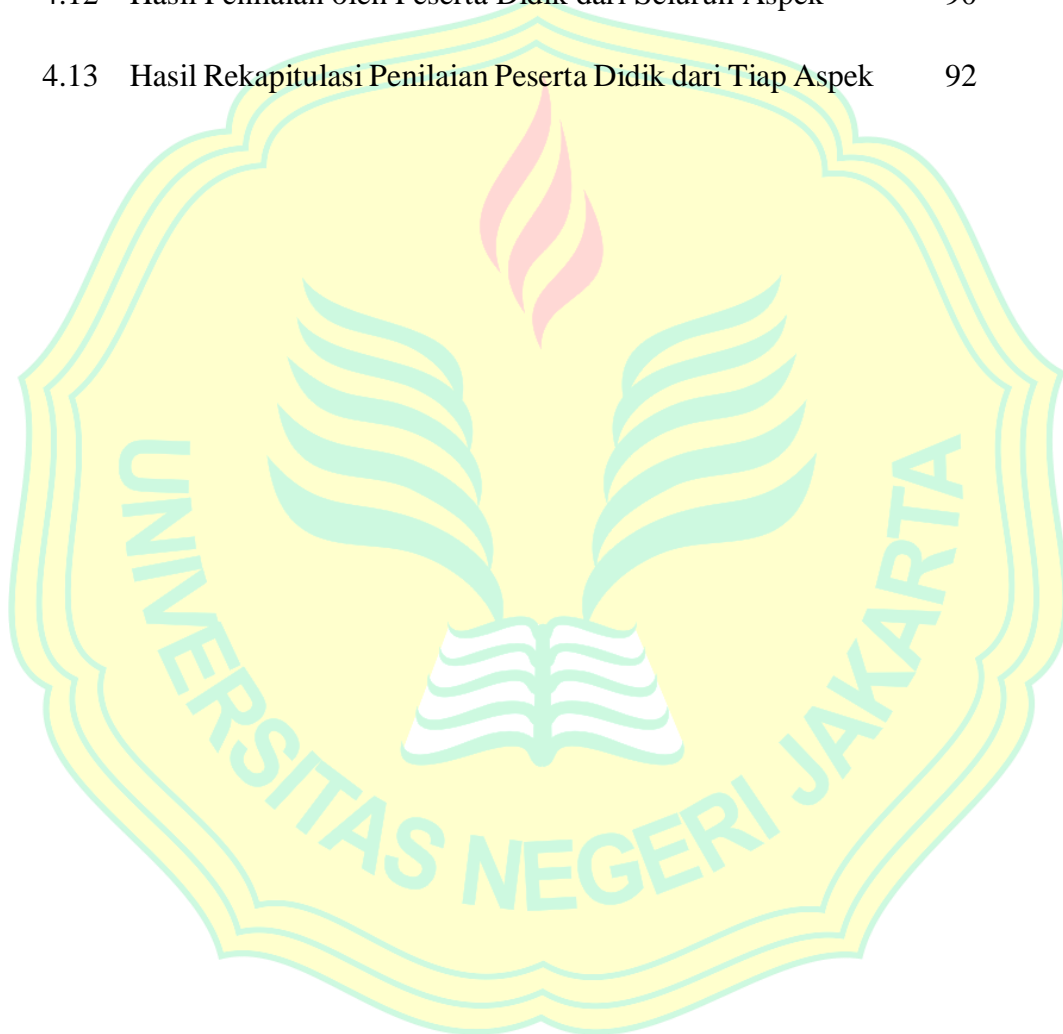 4.12 Hasil Penilaian oleh Peserta Didik dari Seluruh Aspek 90
4.13 Hasil Rekapitulasi Penilaian Peserta Didik dari Tiap Aspek 92
UNIVERSITAS NEGERI JAKARTA